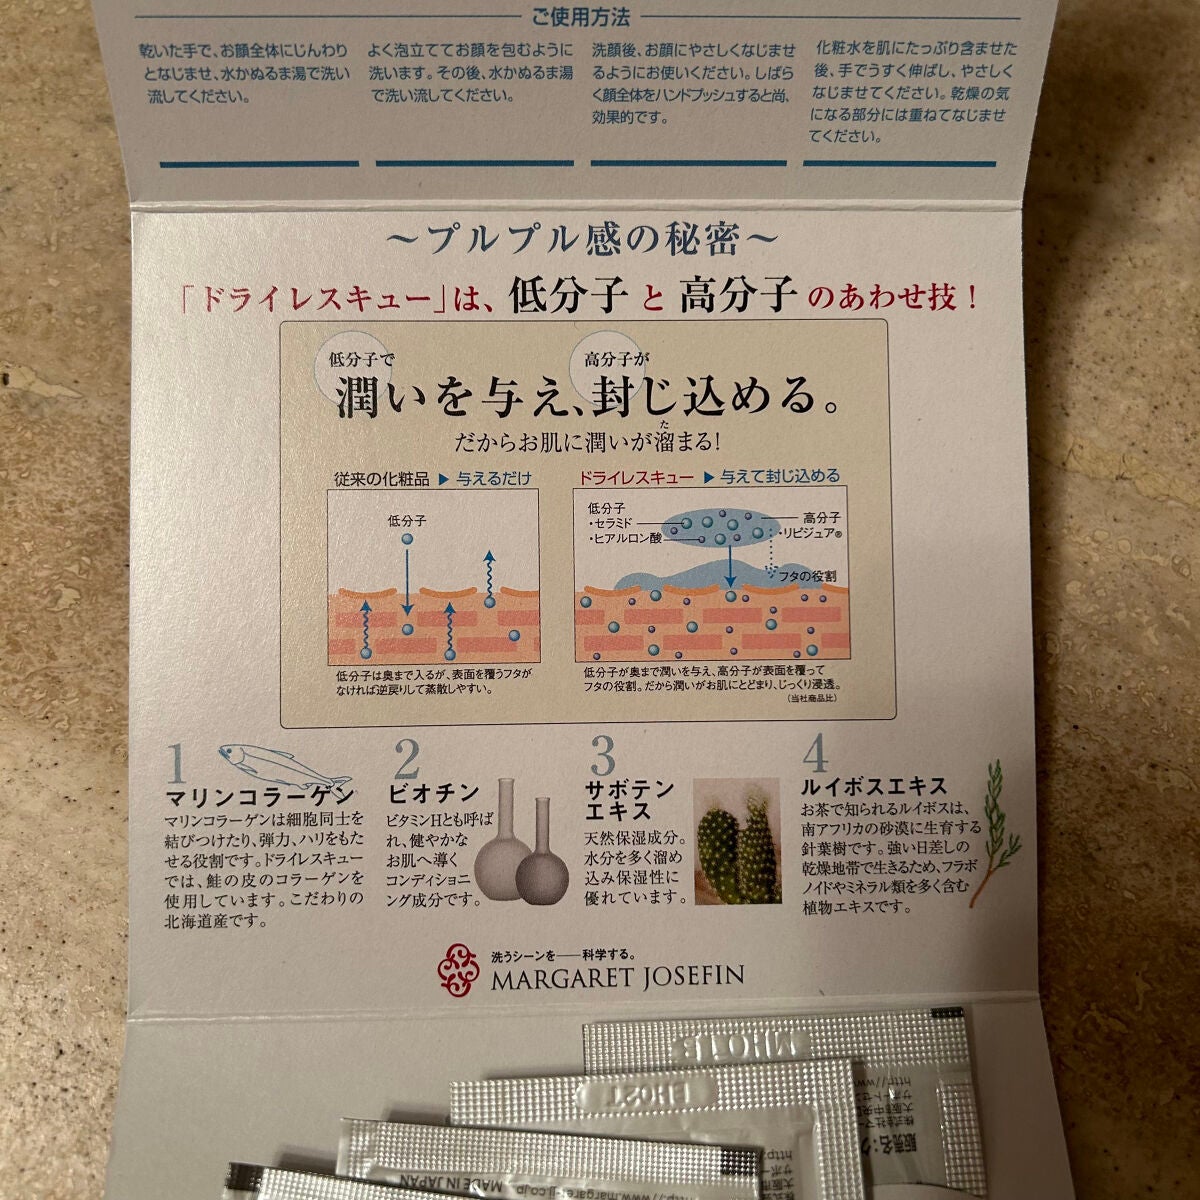 ご使用方法
乾いた手で、お顔全体にじんわり
となじませ、水かぬるま湯で洗い
流してください。
よく泡立ててお顔を包むように
洗います。その後、水かぬるま湯
で洗い流してください。
洗顔後、お顔にやさしくなじませ
るようにお使いください。しばら
く顔全体をハンドプッシュすると尚、
効果的です。
化粧水を肌にたっぷり含ませた
後、手でうすく伸ばし、やさしく
なじませてください。乾燥の気
になる部分には重ねてなじませ
てください。
～プルプル感の秘密～
「ドライレスキュー」は、低分子と高分子のあわせ技！
低分子で
高分子が
潤いを与え、封じ込める。
だからお肌に潤いが溜まる！
た
従来の化粧品 ▶ 与えるだけ
低分子
低分子は奥まで入るが、表面を覆うフタが
なければ逆戻りして蒸散しやすい。
ドライレスキュー ▶ 与えて封じ込める
低分子
・セラミド
・ヒアルロン酸
高分子
・リピジュア®
フタの役割
低分子が奥まで潤いを与え、高分子が表面を覆って
フタの役割。だから潤いがお肌にとどまり、じっくり浸透。
（当社商品比）
1
マリンコラーゲン
マリンコラーゲンは細胞同士を
結びつけたり、弾力、ハリをもた
せる役割です。ドライレスキュー
では、鮭の皮のコラーゲンを
使用しています。こだわりの
北海道産です。
2
ビオチン
ビタミンHとも呼ば
れ、健やかな
お肌へ導く
コンディショニ
ング成分です。
3
サボテン
エキス
天然保湿成分。
水分を多く溜め
込み保湿性に
優れています。
4
ルイボスエキス
お茶で知られるルイボスは、
南アフリカの砂漠に生育する
針葉樹です。強い日差しの
乾燥地帯で生きるため、フラボ
ノイドやミネラル類を多く含む
植物エキスです。
洗うシーンを──科学する。
MARGARET JOSEFIN
MH01B
EH02T
MADE IN JAPAN